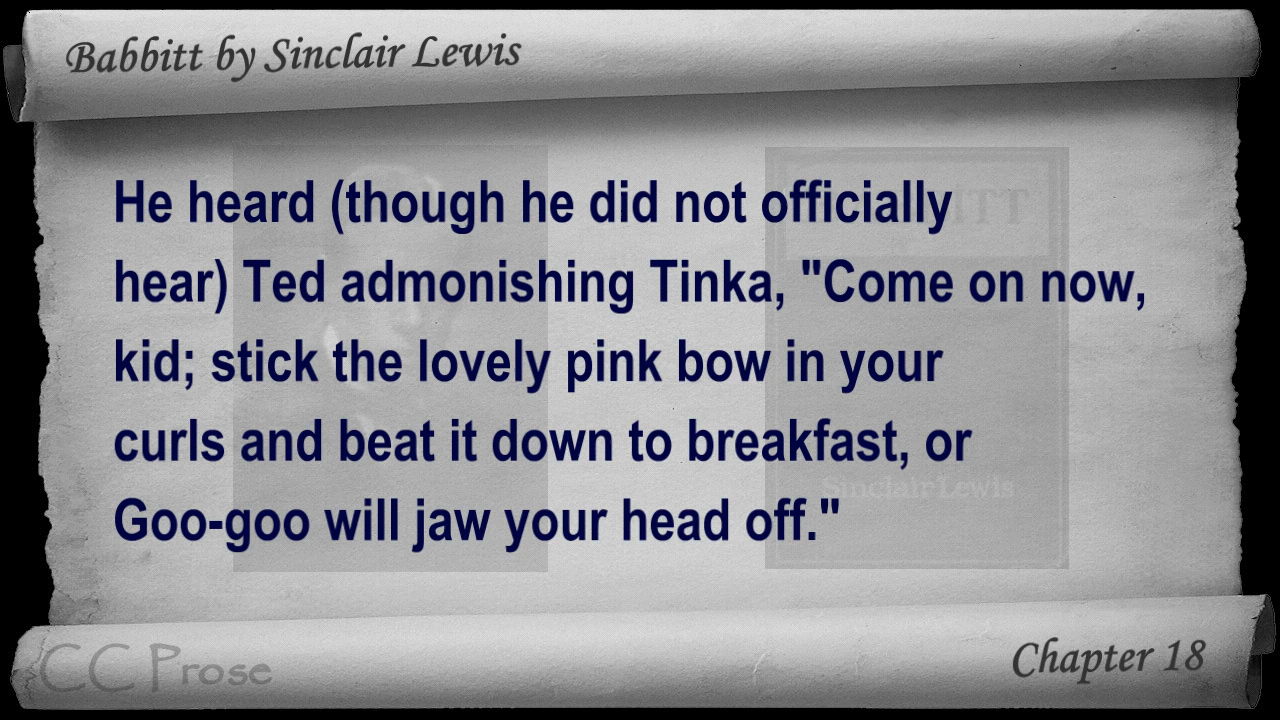 Babbitt by Sinclair Lewis
He heard (though he did not officially
hear) Ted admonishing Tinka, "Come on now,
kid; stick the lovely pink bow in your
curls and beat it down to breakfast, or
Goo-goo will jaw your head off."
Sinclair Lewis
CC Prose
Chapter 18